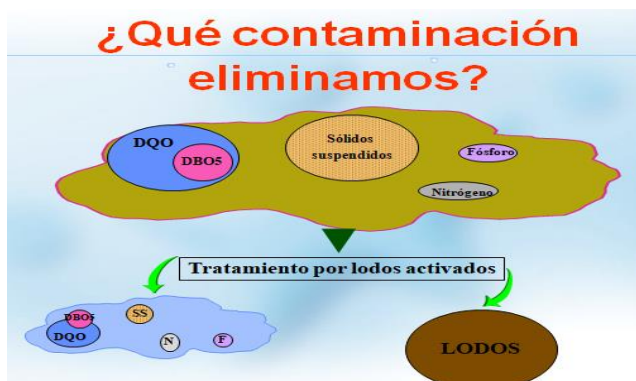 ¿Qué contaminación
eliminamos?
DQO
DBO5
Sólidos
suspendidos
Fósforo
Nitrógeno
Tratamiento por lodos activados
DBO5
DQO
SS
N
F
LODOS